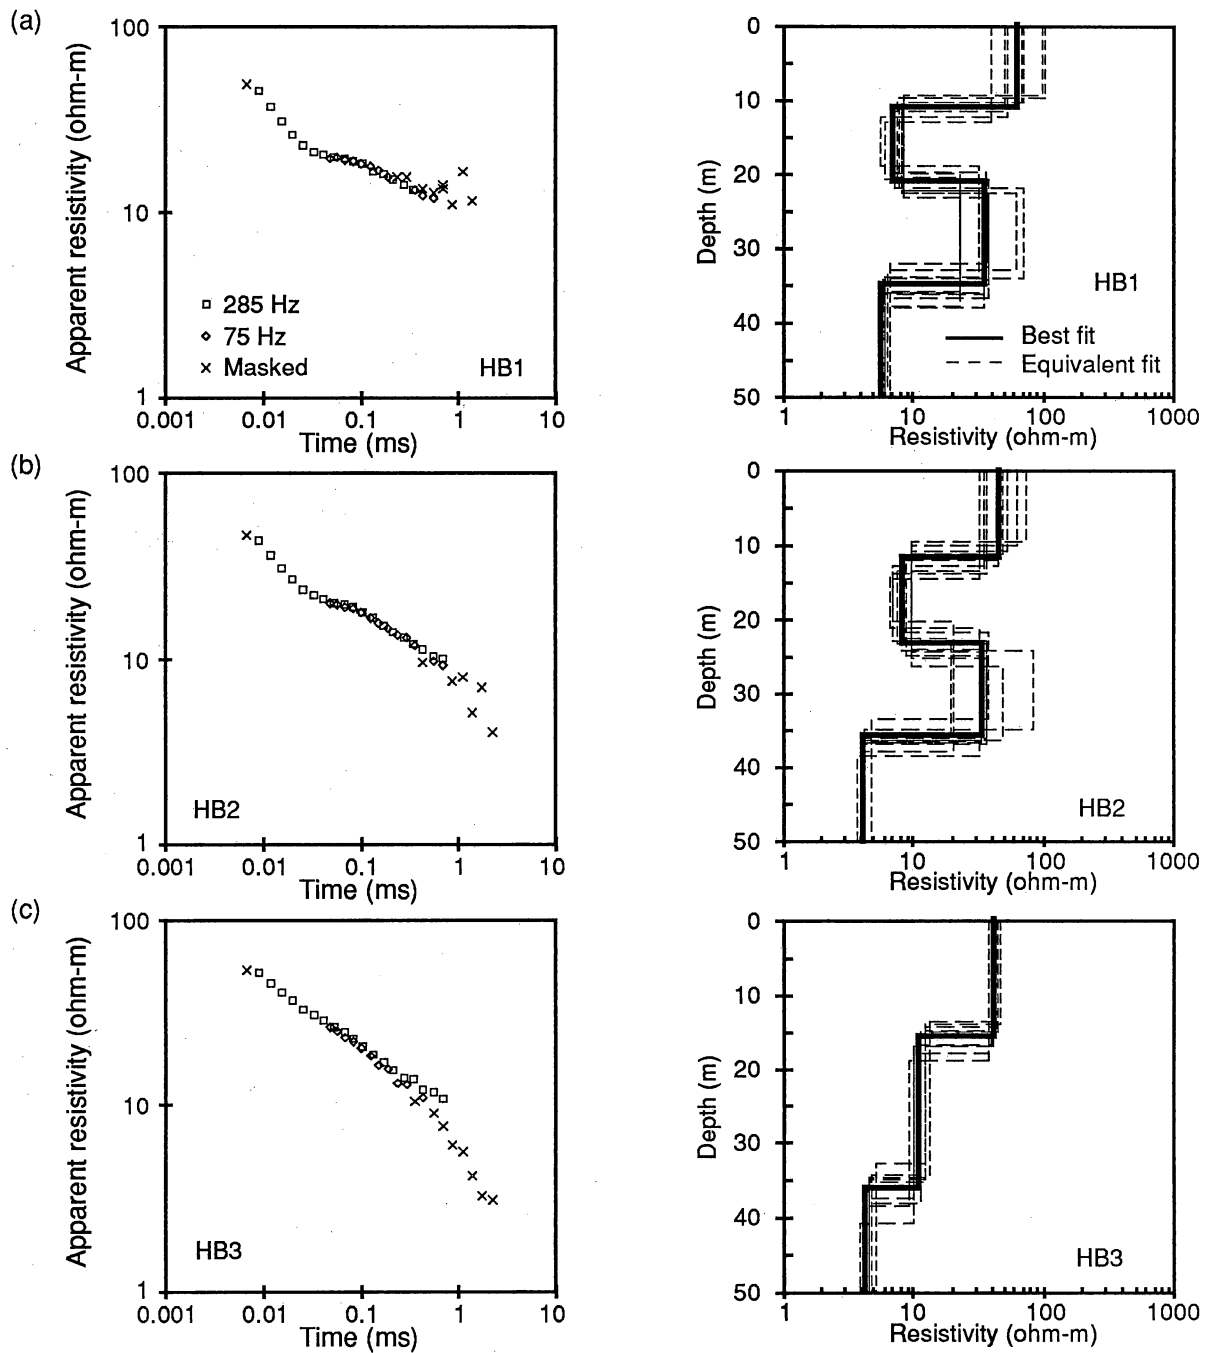 (a)
100
10
1
Apparent resistivity (ohm-m)
285 Hz
75 Hz
Masked
HB1
0.001 0.01 0.1 1 10
Time (ms)
0
10
20
30
40
50
Depth (m)
HB1
Best fit
Equivalent fit
1 10 100 1000
Resistivity (ohm-m)
(b)
100
10
1
Apparent resistivity (ohm-m)
HB2
0.001 0.01 0.1 1 10
Time (ms)
0
10
20
30
40
50
Depth (m)
HB2
1 10 100 1000
Resistivity (ohm-m)
(c)
100
10
1
Apparent resistivity (ohm-m)
HB3
0.001 0.01 0.1 1 10
Time (ms)
0
10
20
30
40
50
Depth (m)
HB3
1 10 100 1000
Resistivity (ohm-m)